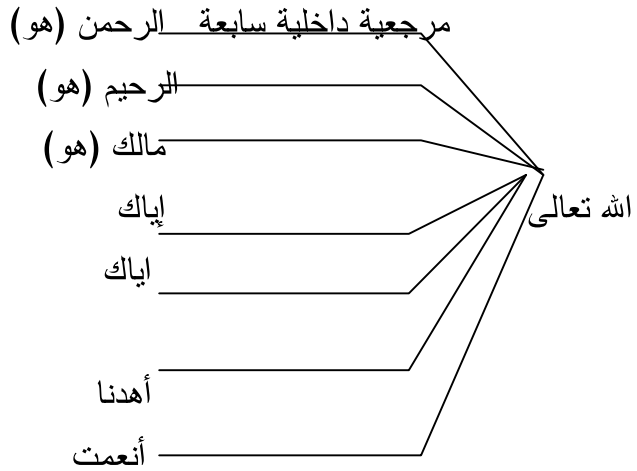 مرجعية داخلية سابعة الرحمن (هو)
الرحيم (هو)
مالك (هو)
إياك
الله تعالى
اياك
أهدنا
أنعمت